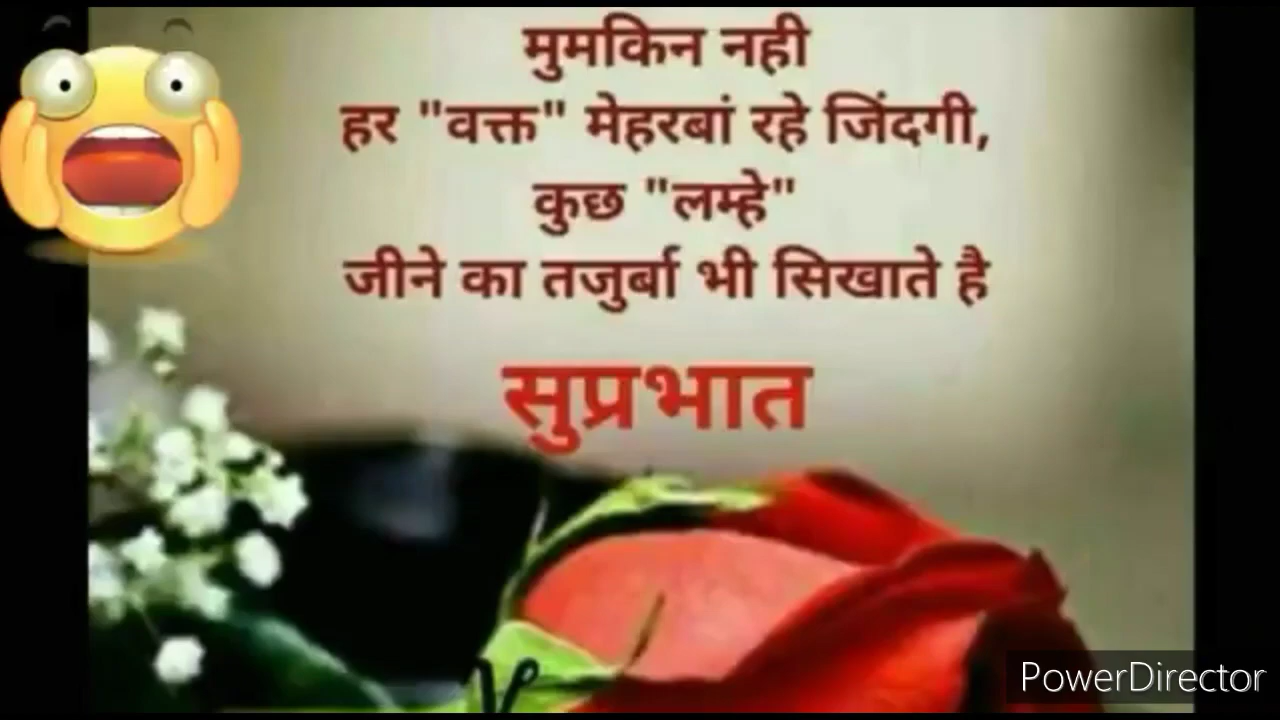 मुमकिन नही
हर "वक्त" मेहरबां रहे जिंदगी,
कुछ "लम्हे"
जीने का तजुर्बा भी सिखाते है
सुप्रभात
PowerDirector